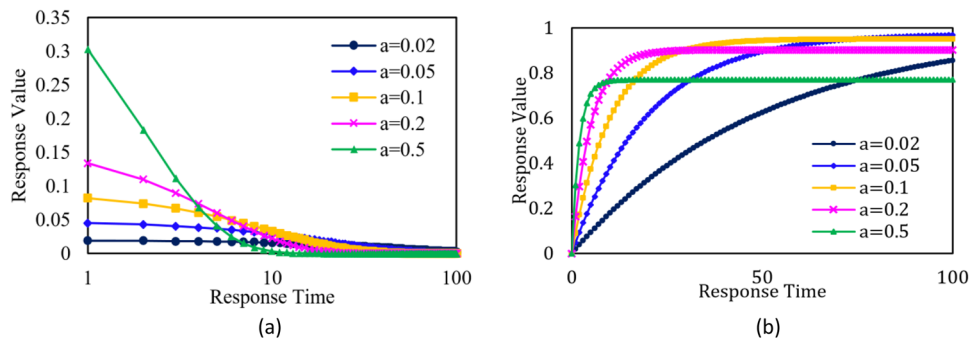 0.35
0.3
0.25
0.2
0.15
0.1
0.05
0
Response Value
1
10
100
Response Time
a=0.02
a=0.05
a=0.1
a=0.2
a=0.5
(a)
1
0.8
0.6
0.4
0.2
0
Response Value
0
50
100
Response Time
a=0.02
a=0.05
a=0.1
a=0.2
a=0.5
(b)